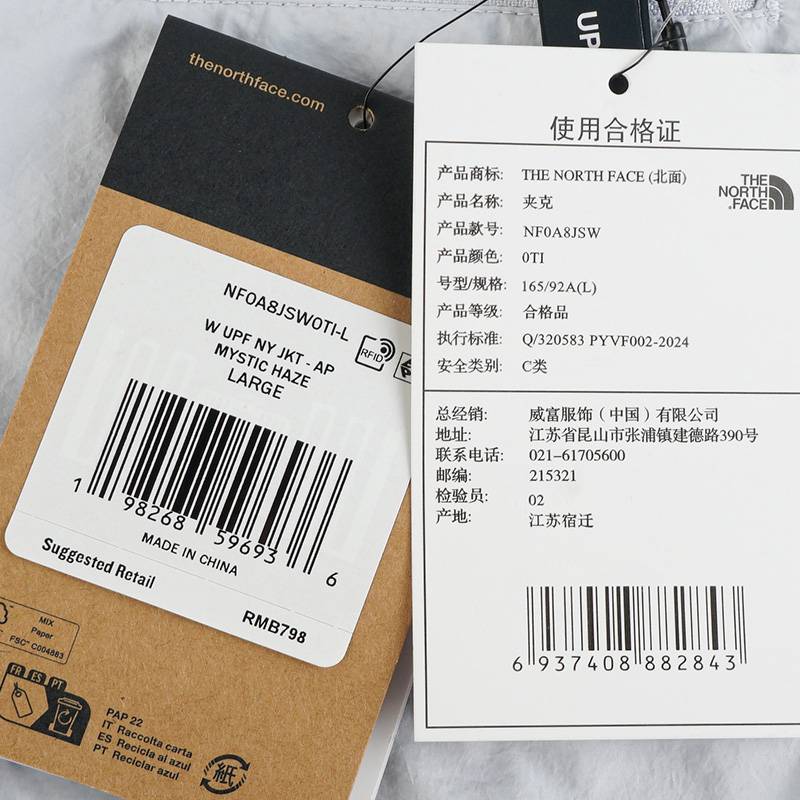 UP
thenorthface.com
NF0A8JSW0TI-L
RFID
W UPF NY JKT - AP
MYSTIC HAZE
LARGE
1 98268 59693 6
MADE IN CHINA
Suggested Retail
RMB798
MIX
Paper
FSC™ C004883
FR ES PT
PAP 22
IT Raccolta carta
ES Recicla al azul
PT Reciclar azul
紙
使用合格证
产品商标: THE NORTH FACE (北面)
产品名称: 夹克
产品款号: NF0A8JSW
产品颜色: 0TI
号型/规格: 165/92A(L)
产品等级: 合格品
执行标准: Q/320583 PYVF002-2024
安全类别: C类
THE
NORTH
FACE
总经销: 威富服饰（中国）有限公司
地址: 江苏省昆山市张浦镇建德路390号
联系电话: 021-61705600
邮编: 215321
检验员: 02
产地: 江苏宿迁
6 937408 882843